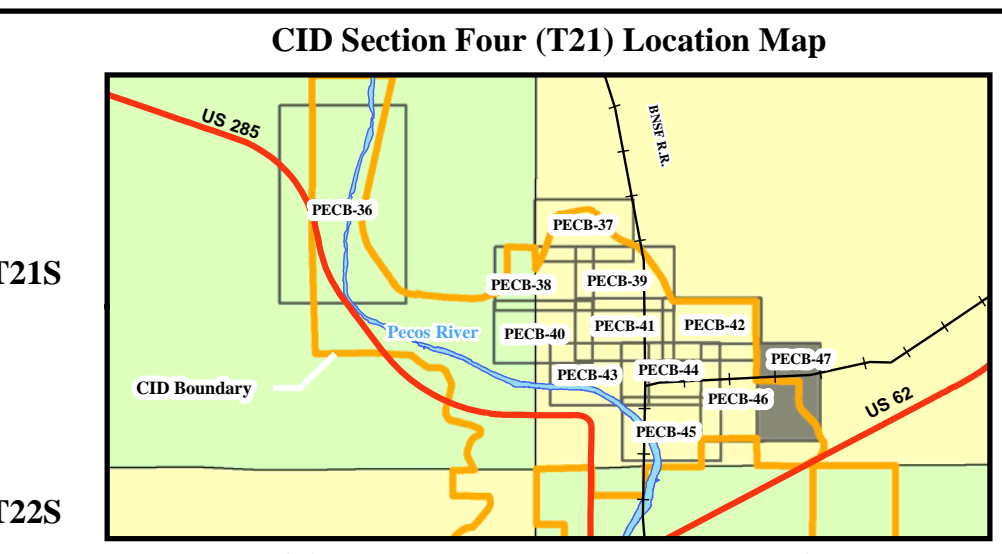 CID Section Four (T21) Location Map
US 285
BNSF R.R.
PECB-36
PECB-37
T21S
PECB-38
PECB-39
Pecos River
PECB-40
PECB-41
PECB-42
PECB-47
CID Boundary
PECB-43
PECB-44
PECB-46
US 62
PECB-45
T22S